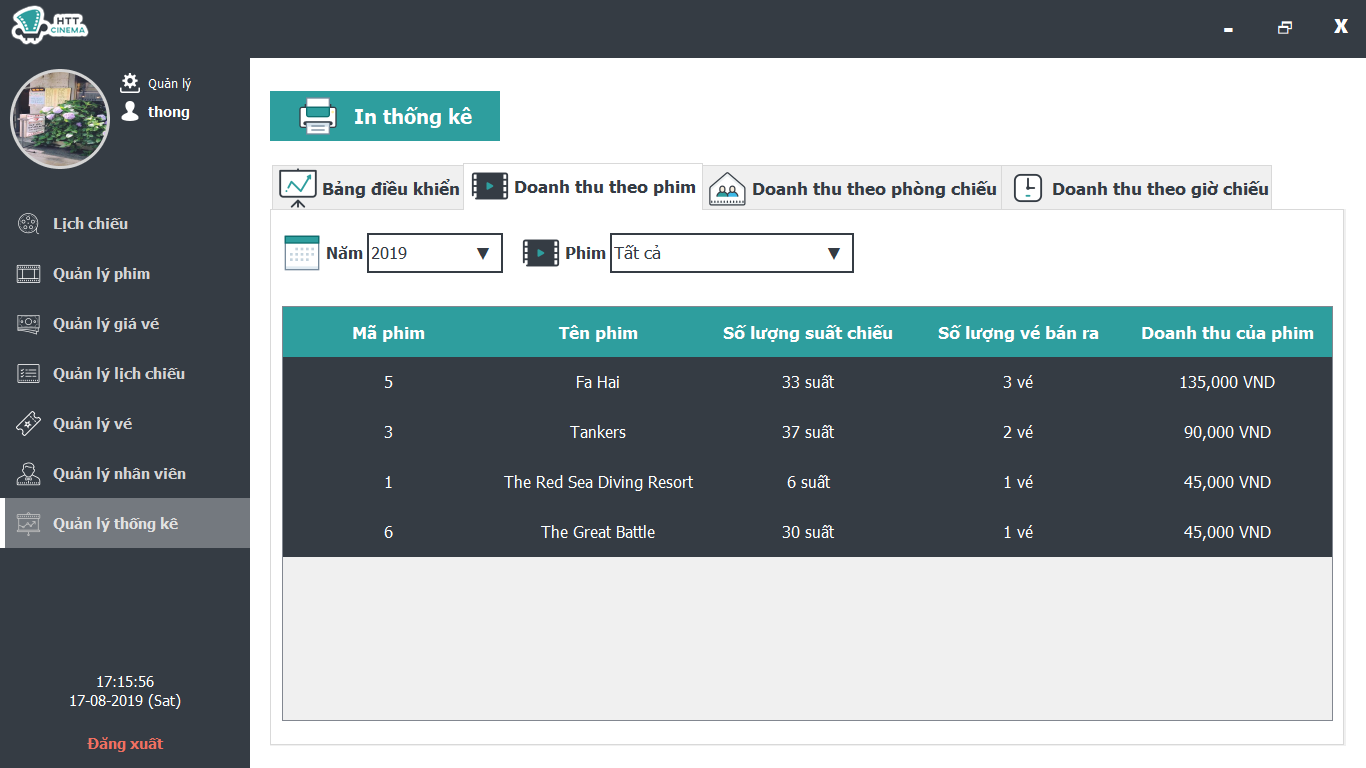 HTT
CINEMA
X
Quản lý
thong
Lịch chiếu
Quản lý phim
Quản lý giá vé
Quản lý lịch chiếu
Quản lý vé
Quản lý nhân viên
Quản lý thống kê
17:15:56
17-08-2019 (Sat)
Đăng xuất
In thống kê
Bảng điều khiển Doanh thu theo phim Doanh thu theo phòng chiếu Doanh thu theo giờ chiếu
Năm 2019 Phim Tất cả
Mã phim Tên phim Số lượng suất chiếu Số lượng vé bán ra Doanh thu của phim
5 Fa Hai 33 suất 3 vé 135,000 VND
3 Tankers 37 suất 2 vé 90,000 VND
1 The Red Sea Diving Resort 6 suất 1 vé 45,000 VND
6 The Great Battle 30 suất 1 vé 45,000 VND